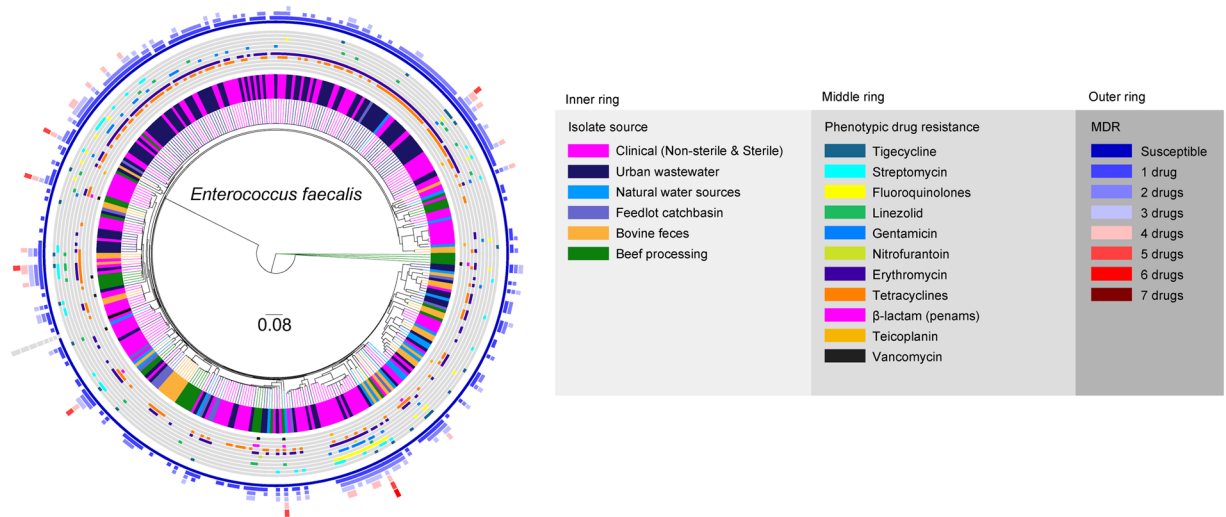 Enterococcus faecalis
0.08
Inner ring
Isolate source
Clinical (Non-sterile & Sterile)
Urban wastewater
Natural water sources
Feedlot catchbasin
Bovine feces
Beef processing
Middle ring
Phenotypic drug resistance
Tigecycline
Streptomycin
Fluoroquinolones
Linezolid
Gentamicin
Nitrofurantoin
Erythromycin
Tetracyclines
β-lactam (penams)
Teicoplanin
Vancomycin
Outer ring
MDR
Susceptible
1 drug
2 drugs
3 drugs
4 drugs
5 drugs
6 drugs
7 drugs